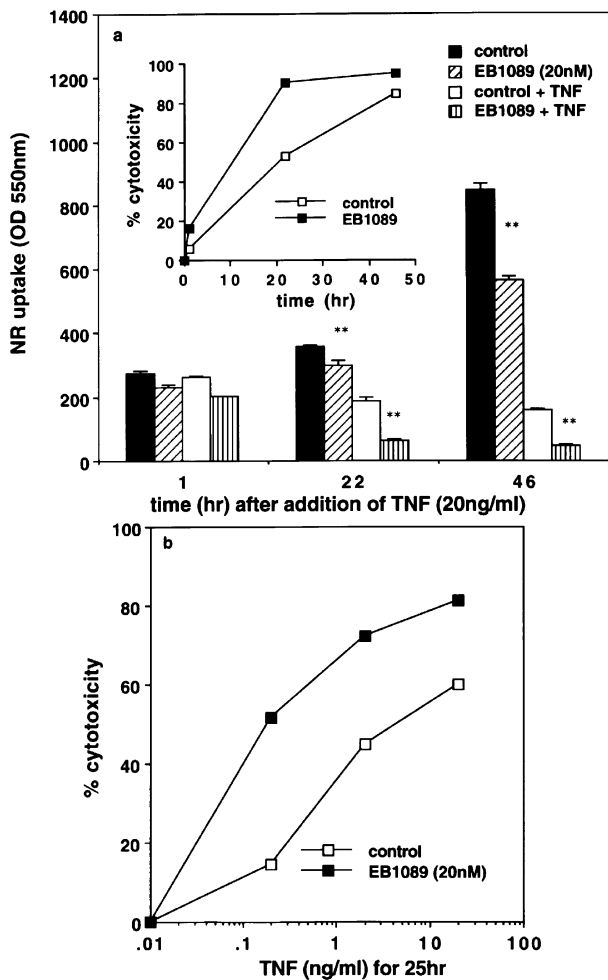 1400
1200
1000
800
600
400
200
0
NR uptake (OD 550nm)
a
100
80
60
40
20
0
% cytotoxicity
control
EB1089
0 10 20 30 40 50
time (hr)
control
EB1089 (20nM)
control + TNF
EB1089 + TNF
**
**
**
**
1 22 46
time (hr) after addition of TNF (20ng/ml)
100
80
60
40
20
0
% cytotoxicity
b
control
EB1089 (20nM)
.01 .1 1 10 100
TNF (ng/ml) for 25hr